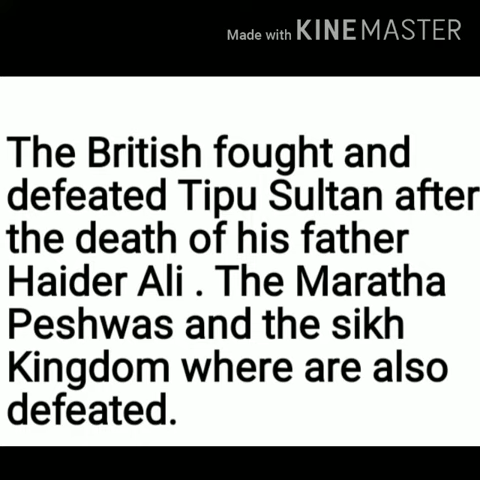 Made with KINEMASTER
The British fought and
defeated Tipu Sultan after
the death of his father
Haider Ali . The Maratha
Peshwas and the sikh
Kingdom where are also
defeated.